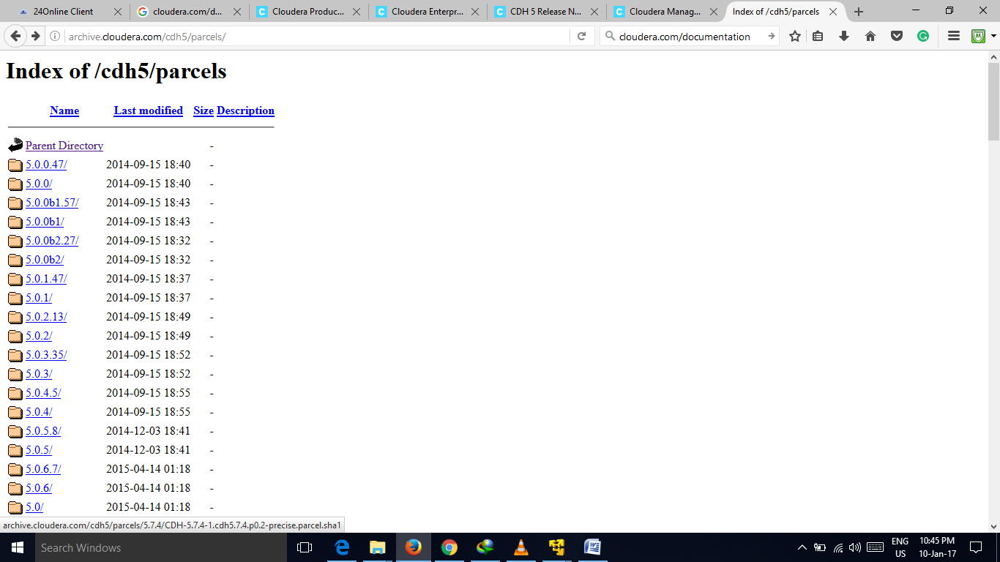 24Online Client
cloudera.com/d...
Cloudera Produc...
Cloudera Enterpr...
CDH 5 Release N...
Cloudera Manag...
Index of /cdh5/parcels
archive.cloudera.com/cdh5/parcels/
cloudera.com/documentation
Index of /cdh5/parcels
Name Last modified Size Description
Parent Directory -
5.0.0.47/ 2014-09-15 18:40 -
5.0.0/ 2014-09-15 18:40 -
5.0.0b1.57/ 2014-09-15 18:43 -
5.0.0b1/ 2014-09-15 18:43 -
5.0.0b2.27/ 2014-09-15 18:32 -
5.0.0b2/ 2014-09-15 18:32 -
5.0.1.47/ 2014-09-15 18:37 -
5.0.1/ 2014-09-15 18:37 -
5.0.2.13/ 2014-09-15 18:49 -
5.0.2/ 2014-09-15 18:49 -
5.0.3.35/ 2014-09-15 18:52 -
5.0.3/ 2014-09-15 18:52 -
5.0.4.5/ 2014-09-15 18:55 -
5.0.4/ 2014-09-15 18:55 -
5.0.5.8/ 2014-12-03 18:41 -
5.0.5/ 2014-12-03 18:41 -
5.0.6.7/ 2015-04-14 01:18 -
5.0.6/ 2015-04-14 01:18 -
5.0/ 2015-04-14 01:18 -
archive.cloudera.com/cdh5/parcels/5.7.4/CDH-5.7.4-1.cdh5.7.4.p0.2-precise.parcel.sha1
Search Windows
ENG
US
10:45 PM
10-Jan-17